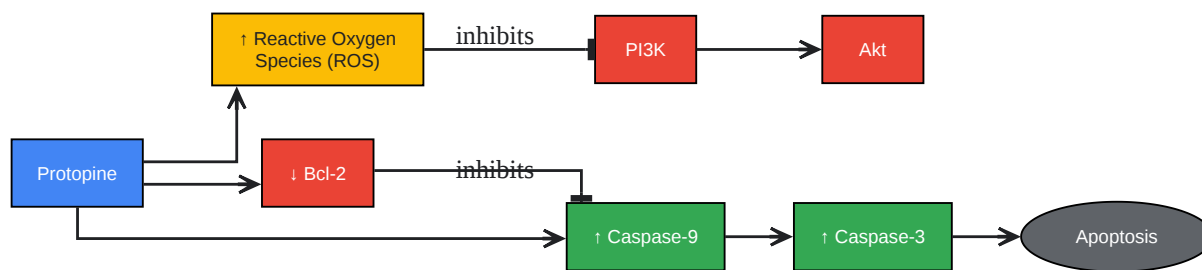 ↑ Reactive Oxygen
Species (ROS)
inhibits
PI3K
Akt
Protopine
↓ Bcl-2
inhibits
↑ Caspase-9
↑ Caspase-3
Apoptosis